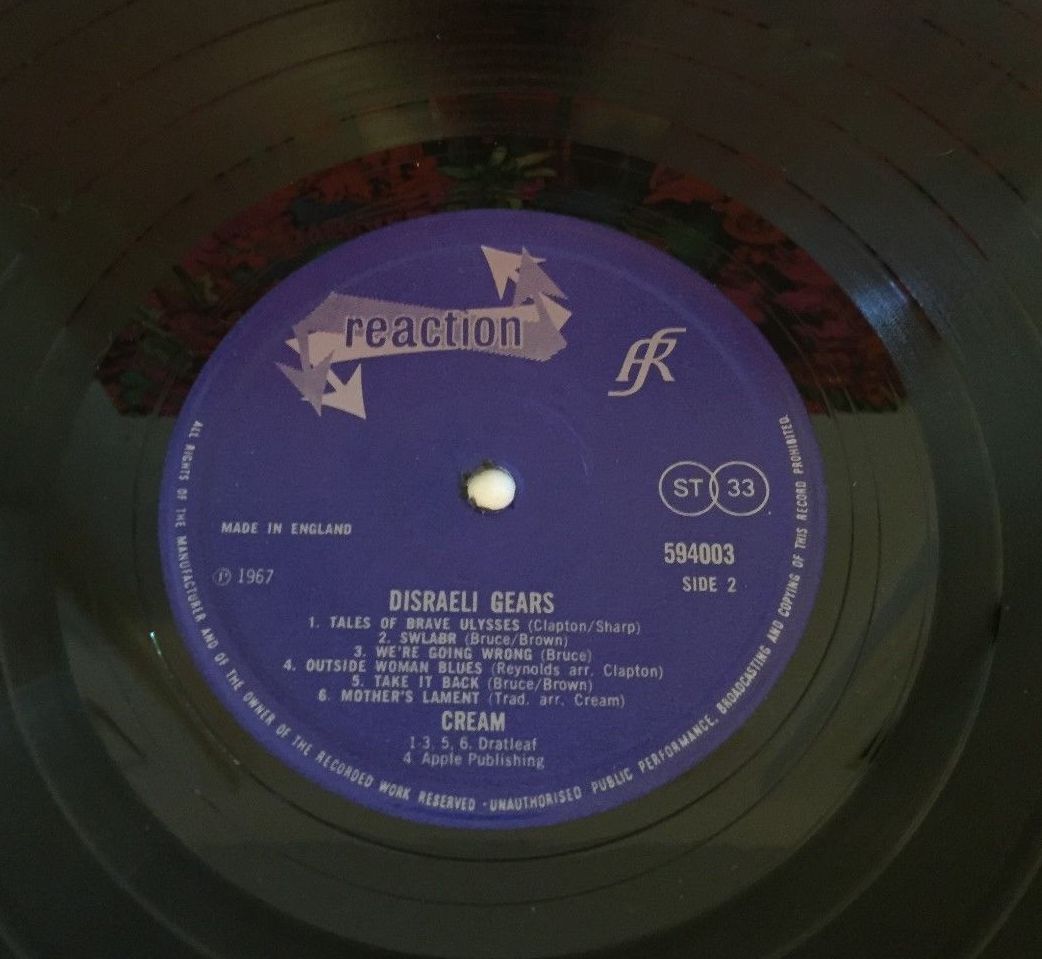 reaction
R
ST 33
MADE IN ENGLAND
594003
℗ 1967
SIDE 2
DISRAELI GEARS
1. TALES OF BRAVE ULYSSES (Clapton/Sharp)
2. SWLABR (Bruce/Brown)
3. WE'RE GOING WRONG (Bruce)
4. OUTSIDE WOMAN BLUES (Reynolds arr. Clapton)
5. TAKE IT BACK (Bruce/Brown)
6. MOTHER'S LAMENT (Trad. arr. Cream)
CREAM
1-3, 5, 6. Dratleaf
4 Apple Publishing
ALL RIGHTS OF THE MANUFACTURER AND OF THE OWNER OF THE RECORDED WORK RESERVED · UNAUTHORISED PUBLIC PERFORMANCE, BROADCASTING AND COPYING OF THIS RECORD PROHIBITED.